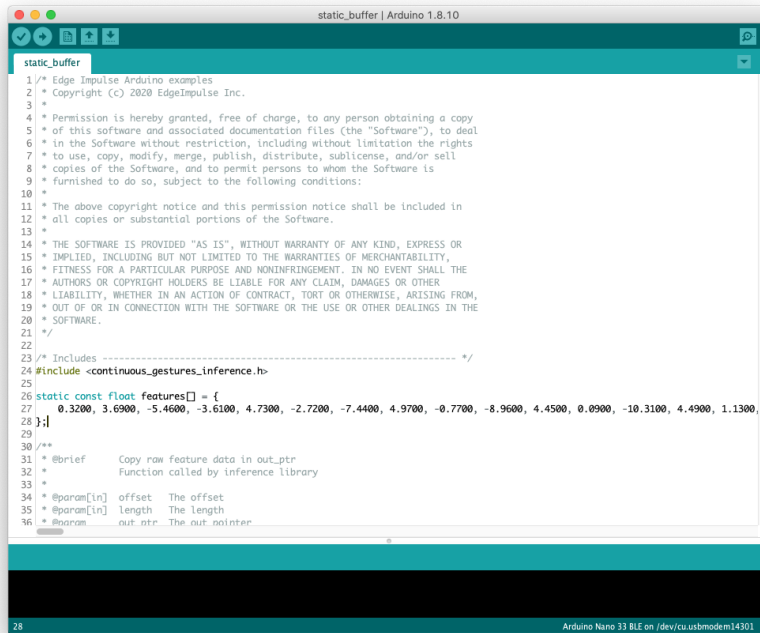 static_buffer | Arduino 1.8.10
static_buffer
1 /* Edge Impulse Arduino examples
2  * Copyright (c) 2020 EdgeImpulse Inc.
3  *
4  * Permission is hereby granted, free of charge, to any person obtaining a copy
5  * of this software and associated documentation files (the "Software"), to deal
6  * in the Software without restriction, including without limitation the rights
7  * to use, copy, modify, merge, publish, distribute, sublicense, and/or sell
8  * copies of the Software, and to permit persons to whom the Software is
9  * furnished to do so, subject to the following conditions:
10  *
11  * The above copyright notice and this permission notice shall be included in
12  * all copies or substantial portions of the Software.
13  *
14  * THE SOFTWARE IS PROVIDED "AS IS", WITHOUT WARRANTY OF ANY KIND, EXPRESS OR
15  * IMPLIED, INCLUDING BUT NOT LIMITED TO THE WARRANTIES OF MERCHANTABILITY,
16  * FITNESS FOR A PARTICULAR PURPOSE AND NONINFRINGEMENT. IN NO EVENT SHALL THE
17  * AUTHORS OR COPYRIGHT HOLDERS BE LIABLE FOR ANY CLAIM, DAMAGES OR OTHER
18  * LIABILITY, WHETHER IN AN ACTION OF CONTRACT, TORT OR OTHERWISE, ARISING FROM,
19  * OUT OF OR IN CONNECTION WITH THE SOFTWARE OR THE USE OR OTHER DEALINGS IN THE
20  * SOFTWARE.
21  */
22
23 /* Includes ---------------------------------------------------------------- */
24 #include <continuous_gestures_inference.h>
25
26 static const float features[] = {
27     0.3200, 3.6900, -5.4600, -3.6100, 4.7300, -2.7200, -7.4400, 4.9700, -0.7700, -8.9600, 4.4500, 0.0900, -10.3100, 4.4900, 1.1300,
28 };
29
30 /**
31  * @brief      Copy raw feature data in out_ptr
32  *             Function called by inference library
33  *
34  * @param[in]  offset   The offset
35  * @param[in]  length   The length
36  * @param      out_ptr  The out pointer
28
Arduino Nano 33 BLE on /dev/cu.usbmodem14301